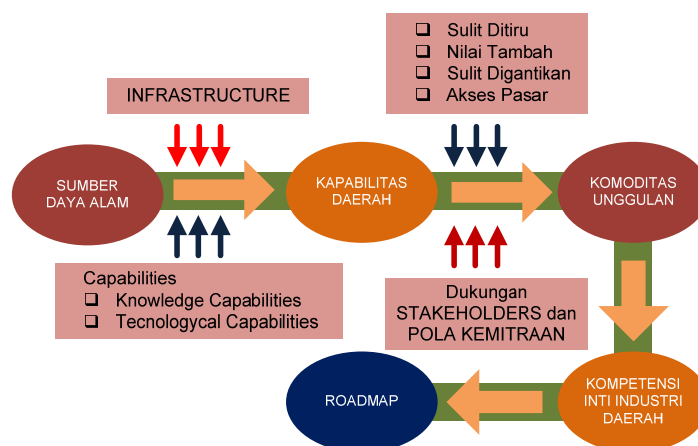 INFRASTRUCTURE
❑ Sulit Ditiru
❑ Nilai Tambah
❑ Sulit Digantikan
❑ Akses Pasar
SUMBER
DAYA ALAM
KAPABILITAS
DAERAH
KOMODITAS
UNGGULAN
Capabilities
❑ Knowledge Capabilities
❑ Tecnologycal Capabilities
Dukungan
STAKEHOLDERS dan
POLA KEMITRAAN
KOMPETENSI
INTI INDUSTRI
DAERAH
ROADMAP